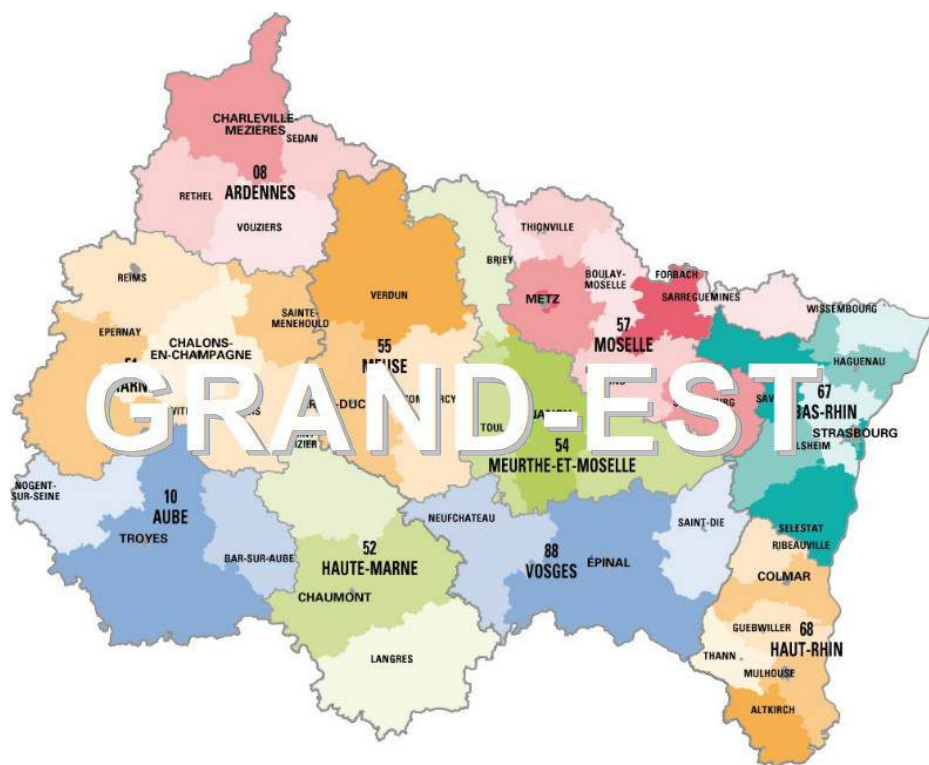 CHARLEVILLE-
MEZIÈRES
SEDAN
08
ARDENNES
RETHEL
VOUZIERS
THIONVILLE
BRIEY
BOULAY-
MOSELLE
FORBACH
SARREGUEMINES
REIMS
VERDUN
METZ
WISSEMBOURG
SAINTE-
MENEHOULD
57
MOSELLE
EPERNAY
CHALONS-
EN-CHAMPAGNE
55
MEUSE
HAGUENAU
67
BAS-RHIN
GRAND-EST
TOUL
STRASBOURG
54
MEURTHE-ET-MOSELLE
NOGENT-
SUR-SEINE
10
AUBE
TROYES
BAR-SUR-AUBE
NEUFCHATEAU
SAINT-DIE
SELESTAT
RIBEAUVILLE
52
HAUTE-MARNE
88
VOSGES
ÉPINAL
COLMAR
CHAUMONT
GUEBWILLER
68
HAUT-RHIN
LANGRES
THANN
MULHOUSE
ALTKIRCH